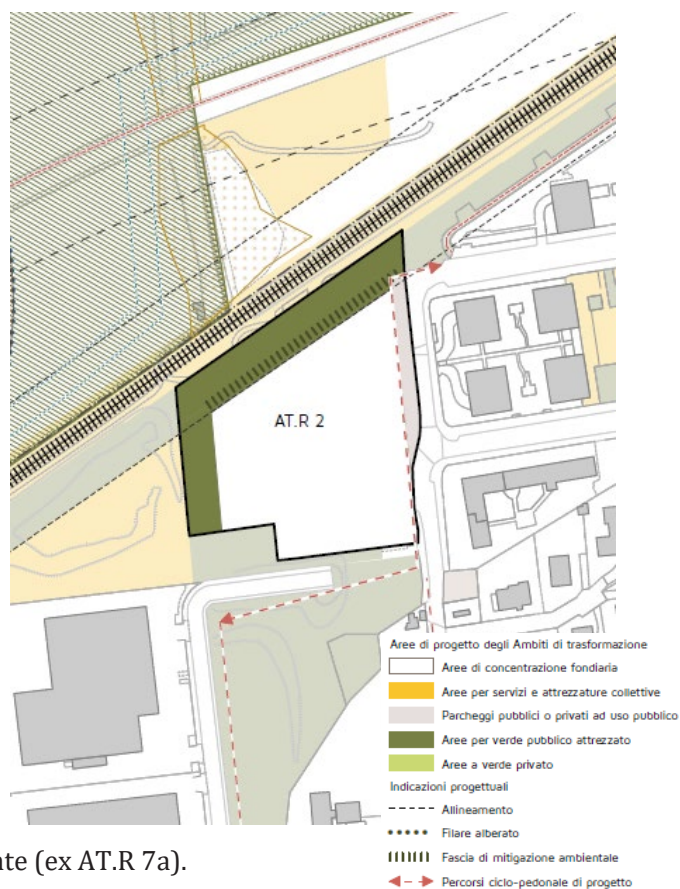 AT.R 2
Aree di progetto degli Ambiti di trasformazione
Aree di concentrazione fondiaria
Aree per servizi e attrezzature collettive
Parcheggi pubblici o privati ad uso pubblico
Aree per verde pubblico attrezzato
Aree a verde privato
Indicazioni progettuali
Allineamento
Filare alberato
Fascia di mitigazione ambientale
Percorsi ciclo-pedonale di progetto
te (ex AT.R 7a).